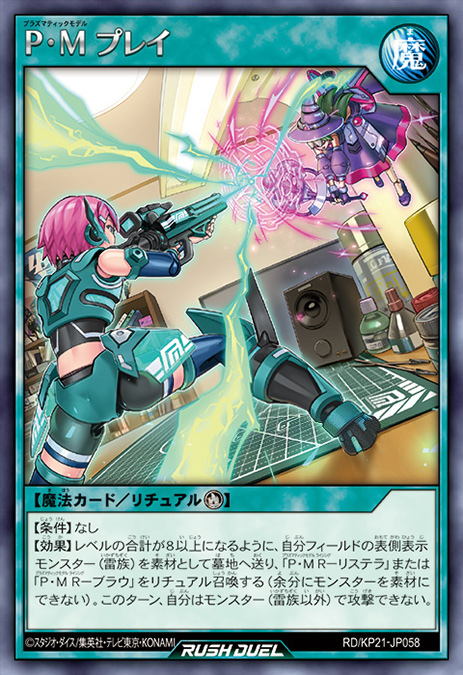 プラズマティックモデル
P・M プレイ
ま
魔
【魔法カード／リチュアル】
【条件】なし
【効果】レベルの合計が8以上になるように、自分フィールドの表側表示
モンスター（雷族）を素材として墓地へ送り、「P・MR－リステラ」または
「P・MR－ブラウ」をリチュアル召喚する（余分にモンスターを素材に
できない）。このターン、自分はモンスター（雷族以外）で攻撃できない。
©スタジオ・ダイス/集英社・テレビ東京・KONAMI
RUSH DUEL
RD/KP21-JP058